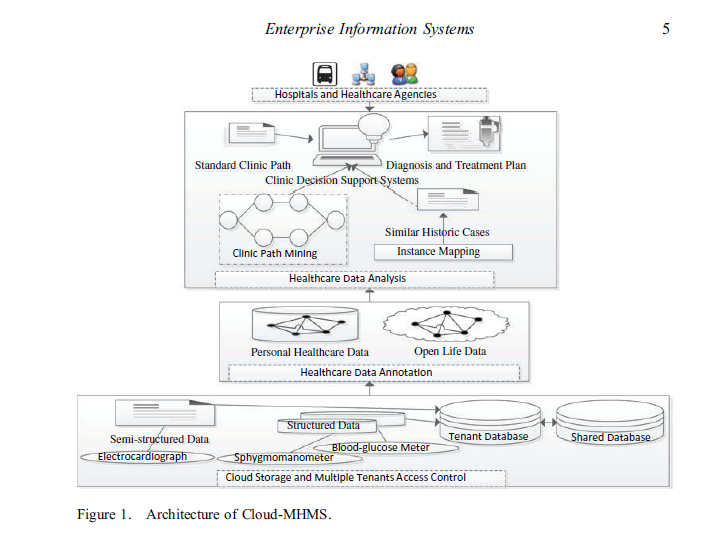 Enterprise Information Systems 5
Hospitals and Healthcare Agencies
Standard Clinic Path
Diagnosis and Treatment Plan
Clinic Decision Support Systems
Similar Historic Cases
Clinic Path Mining
Instance Mapping
Healthcare Data Analysis
Personal Healthcare Data
Open Life Data
Healthcare Data Annotation
Structured Data
Semi-structured Data
Tenant Database
Shared Database
Blood-glucose Meter
Electrocardiograph
Sphygmomanometer
Cloud Storage and Multiple Tenants Access Control
Figure 1. Architecture of Cloud-MHMS.